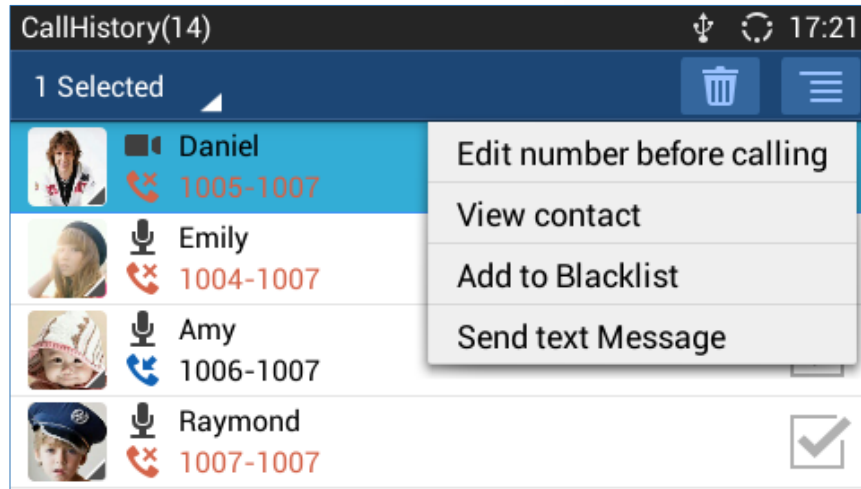 CallHistory(14) 17:21
1 Selected
Daniel
1005-1007
Emily
1004-1007
Amy
1006-1007
Raymond
1007-1007
Edit number before calling
View contact
Add to Blacklist
Send text Message